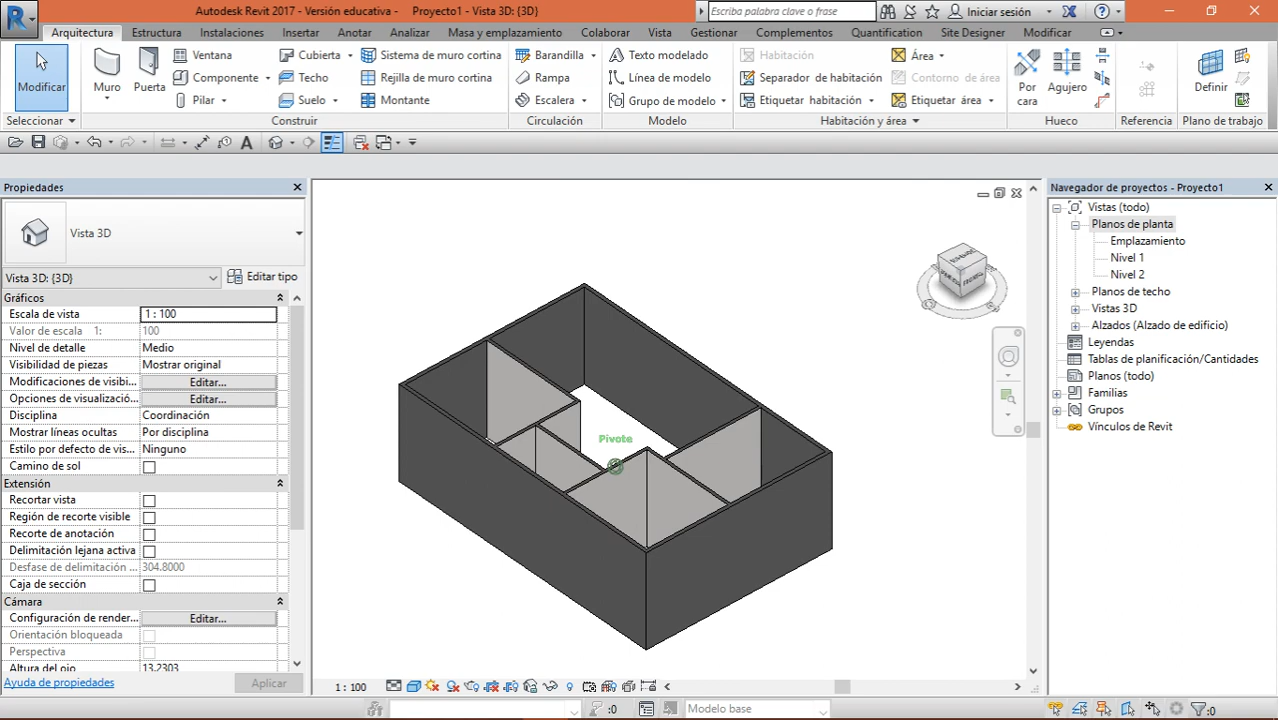 Autodesk Revit 2017 - Versión educativa - Proyecto1 - Vista 3D: {3D}
Escriba palabra clave o frase
Iniciar sesión
Arquitectura Estructura Instalaciones Insertar Anotar Analizar Masa y emplazamiento Colaborar Vista Gestionar Complementos Quantification Site Designer Modificar
Modificar
Muro
Puerta
Ventana
Componente
Pilar
Cubierta
Techo
Suelo
Sistema de muro cortina
Rejilla de muro cortina
Montante
Barandilla
Rampa
Escalera
Texto modelado
Línea de modelo
Grupo de modelo
Habitación
Separador de habitación
Etiquetar habitación
Área
Contorno de área
Etiquetar área
Por
cara
Agujero
Definir
Seleccionar
Construir
Circulación
Modelo
Habitación y área
Hueco
Referencia
Plano de trabajo
Propiedades
Vista 3D
Vista 3D: {3D}
Editar tipo
Gráficos
Escala de vista 1 : 100
Valor de escala 1: 100
Nivel de detalle Medio
Visibilidad de piezas Mostrar original
Modificaciones de visibi... Editar...
Opciones de visualizació... Editar...
Disciplina Coordinación
Mostrar líneas ocultas Por disciplina
Estilo por defecto de vis... Ninguno
Camino de sol
Extensión
Recortar vista
Región de recorte visible
Recorte de anotación
Delimitación lejana activa
Desfase de delimitación ... 304.8000
Caja de sección
Cámara
Configuración de render... Editar...
Orientación bloqueada
Perspectiva
Altura del ojo 13.2303
Ayuda de propiedades
Aplicar
Pivote
1 : 100
:0
Modelo base
:0
Navegador de proyectos - Proyecto1
Vistas (todo)
Planos de planta
Emplazamiento
Nivel 1
Nivel 2
Planos de techo
Vistas 3D
Alzados (Alzado de edificio)
Leyendas
Tablas de planificación/Cantidades
Planos (todo)
Familias
Grupos
Vínculos de Revit